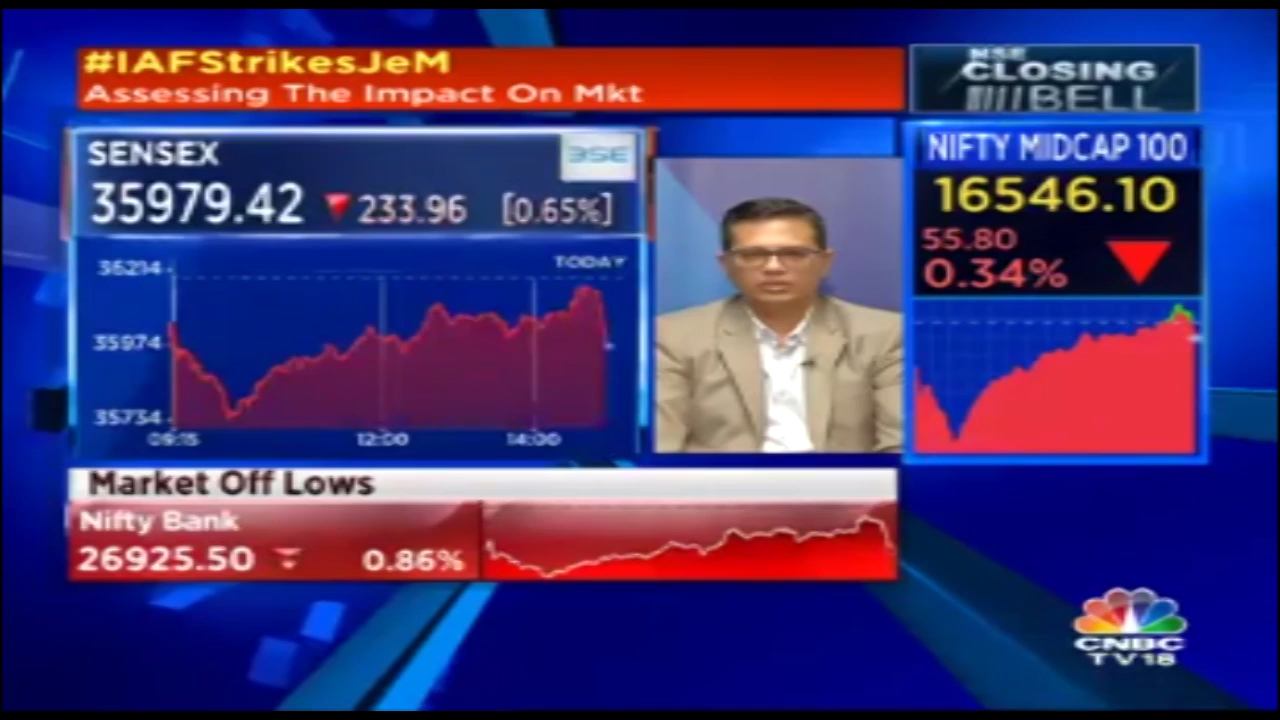 #IAFStrikesJeM
Assessing The Impact On Mkt
NSE
CLOSING
BELL
SENSEX
BSE
35979.42 233.96 [0.65%]
TODAY
36214
35974
35734
09:15 12:00 14:00
NIFTY MIDCAP 100
16546.10
55.80
0.34%
Market Off Lows
Nifty Bank
26925.50 0.86%
CNBC
TV18